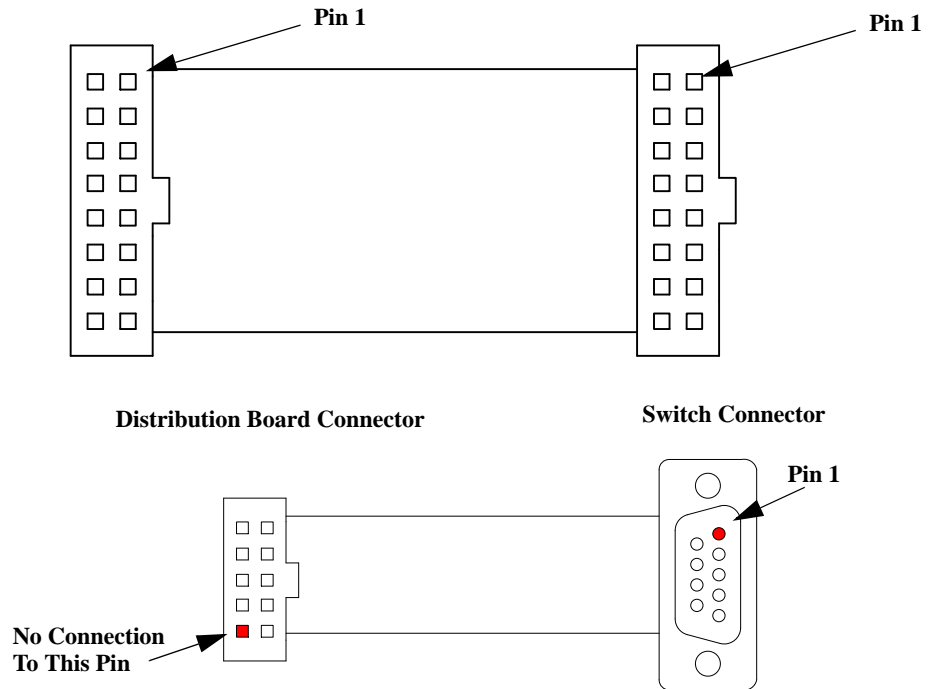 Pin 1
Pin 1
Distribution Board Connector
Switch Connector
Pin 1
No Connection
To This Pin